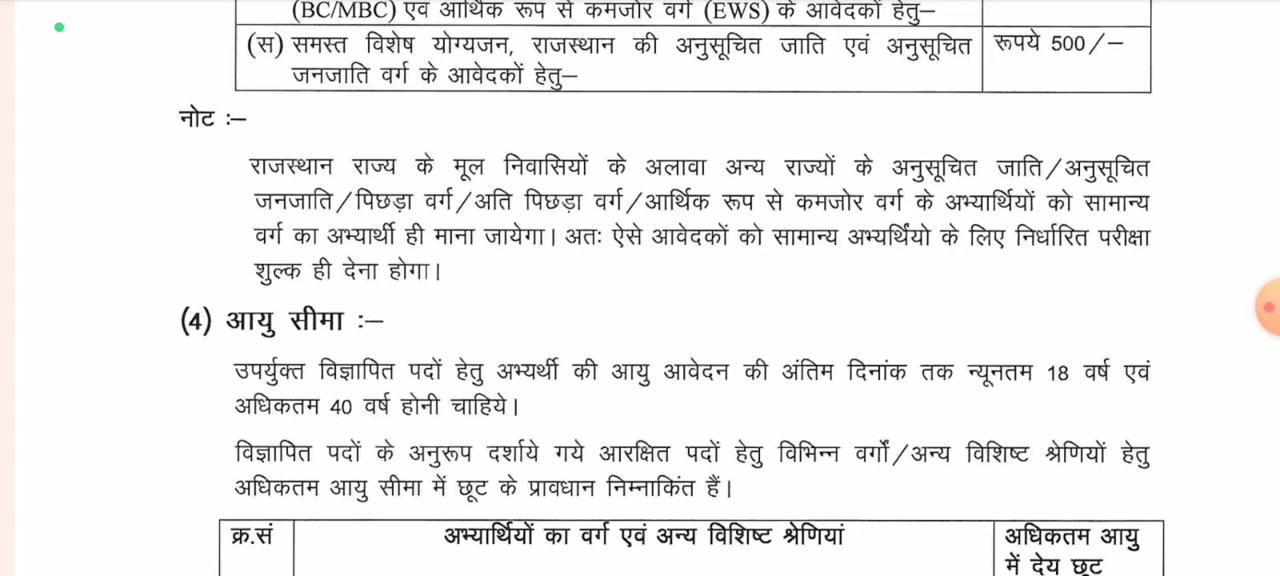 (BC/MBC) एवं आर्थिक रूप से कमजोर वर्ग (EWS) के आवेदकों हेतु–
(स) समस्त विशेष योग्यजन, राजस्थान की अनुसूचित जाति एवं अनुसूचित जनजाति वर्ग के आवेदकों हेतु–
रूपये 500/–
नोट :–
राजस्थान राज्य के मूल निवासियों के अलावा अन्य राज्यों के अनुसूचित जाति/अनुसूचित
जनजाति/पिछड़ा वर्ग/अति पिछड़ा वर्ग/आर्थिक रूप से कमजोर वर्ग के अभ्यार्थियों को सामान्य
वर्ग का अभ्यार्थी ही माना जायेगा। अतः ऐसे आवेदकों को सामान्य अभ्यर्थियो के लिए निर्धारित परीक्षा
शुल्क ही देना होगा।
(4) आयु सीमा :–
उपर्युक्त विज्ञापित पदों हेतु अभ्यर्थी की आयु आवेदन की अंतिम दिनांक तक न्यूनतम 18 वर्ष एवं
अधिकतम 40 वर्ष होनी चाहिये।
विज्ञापित पदों के अनुरूप दर्शाये गये आरक्षित पदों हेतु विभिन्न वर्गों/अन्य विशिष्ट श्रेणियों हेतु
अधिकतम आयु सीमा में छूट के प्रावधान निम्नाकिंत हैं।
क्र.सं
अभ्यार्थियों का वर्ग एवं अन्य विशिष्ट श्रेणियां
अधिकतम आयु
में देय छूट